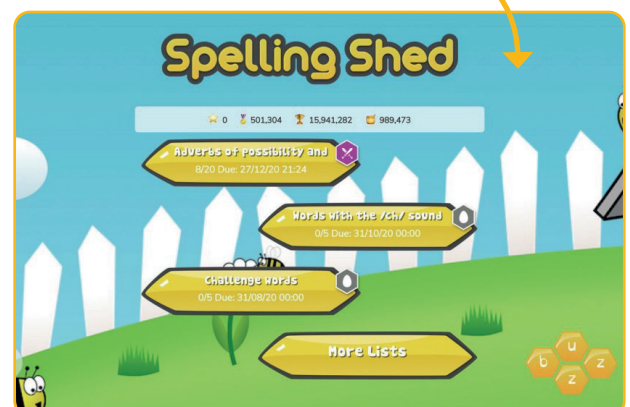 Spelling Shed
0 501,304 15,941,282 989,473
Adverbs of possibility and
8/20 Due: 27/12/20 21:24
Words with the /ch/ sound
0/5 Due: 31/10/20 00:00
Challenge words
0/5 Due: 31/08/20 00:00
More Lists
b u z z